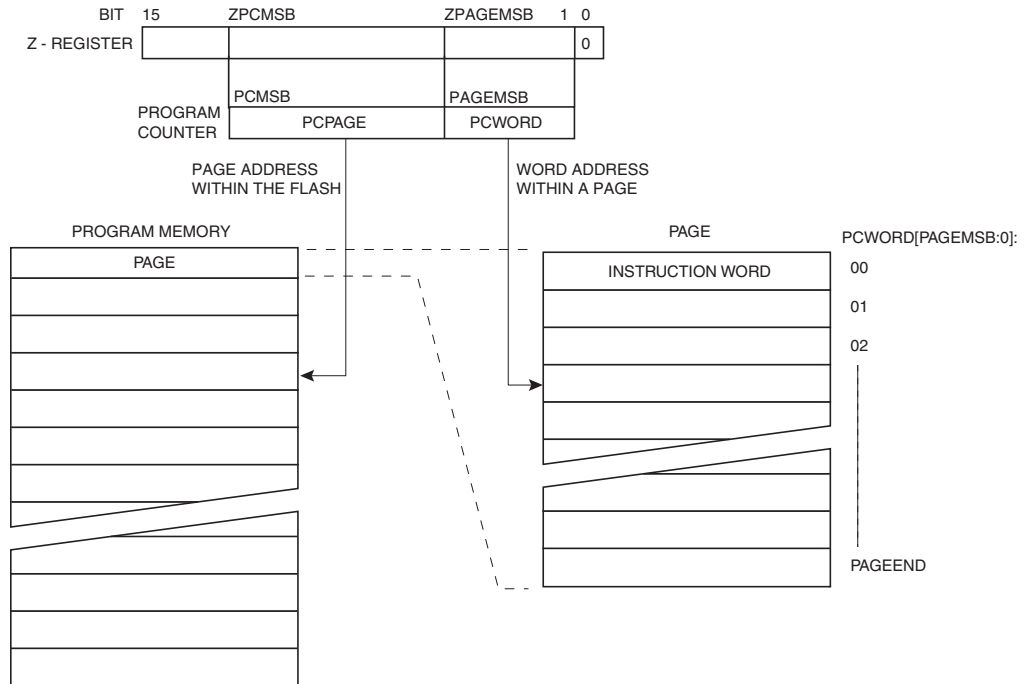 BIT 15 ZPCMSB ZPAGEMSB 1 0
Z - REGISTER 0
PCMSB PAGEMSB
PROGRAM
COUNTER
PCPAGE PCWORD
PAGE ADDRESS
WITHIN THE FLASH
WORD ADDRESS
WITHIN A PAGE
PROGRAM MEMORY
PAGE
PAGE
PCWORD[PAGEMSB:0]:
INSTRUCTION WORD
00
01
02
PAGEEND